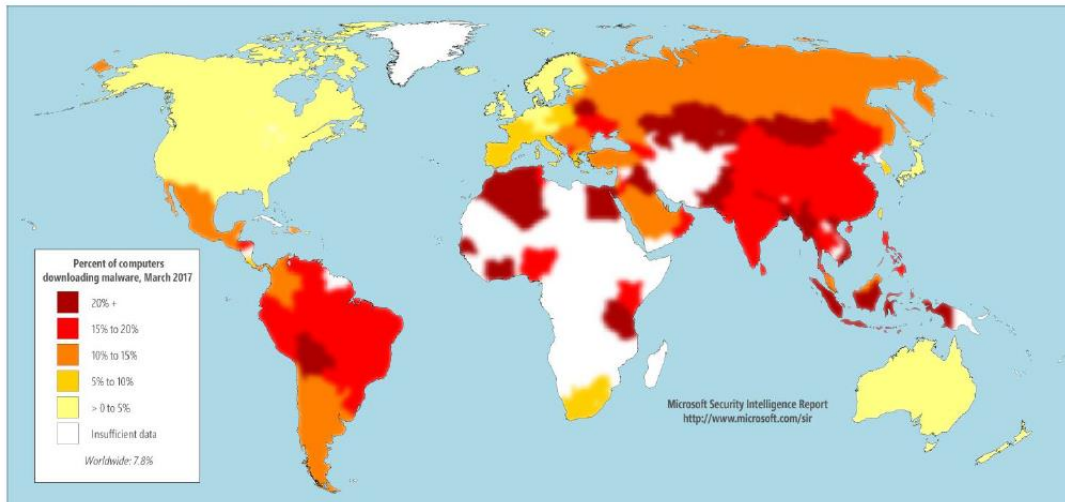 Percent of computers
downloading malware, March 2017
20% +
15% to 20%
10% to 15%
5% to 10%
> 0 to 5%
Insufficient data
Worldwide: 7.8%
Microsoft Security Intelligence Report
http://www.microsoft.com/sir